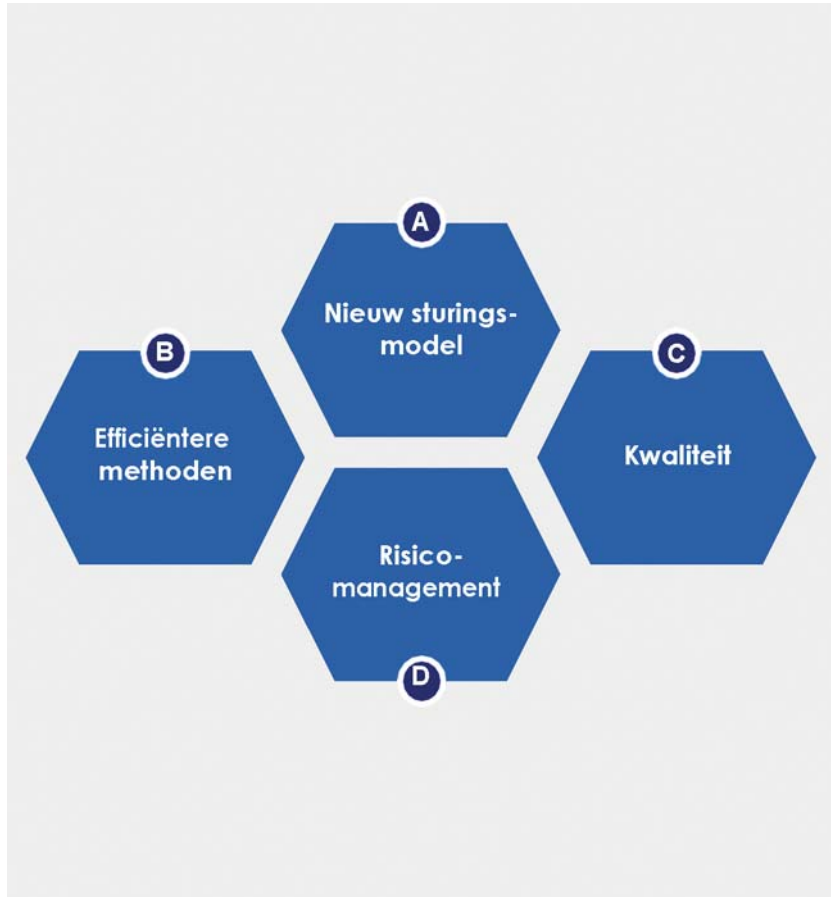 A
Nieuw sturings-
model
B
Efficiëntere
methoden
C
Kwaliteit
Risico-
management
D